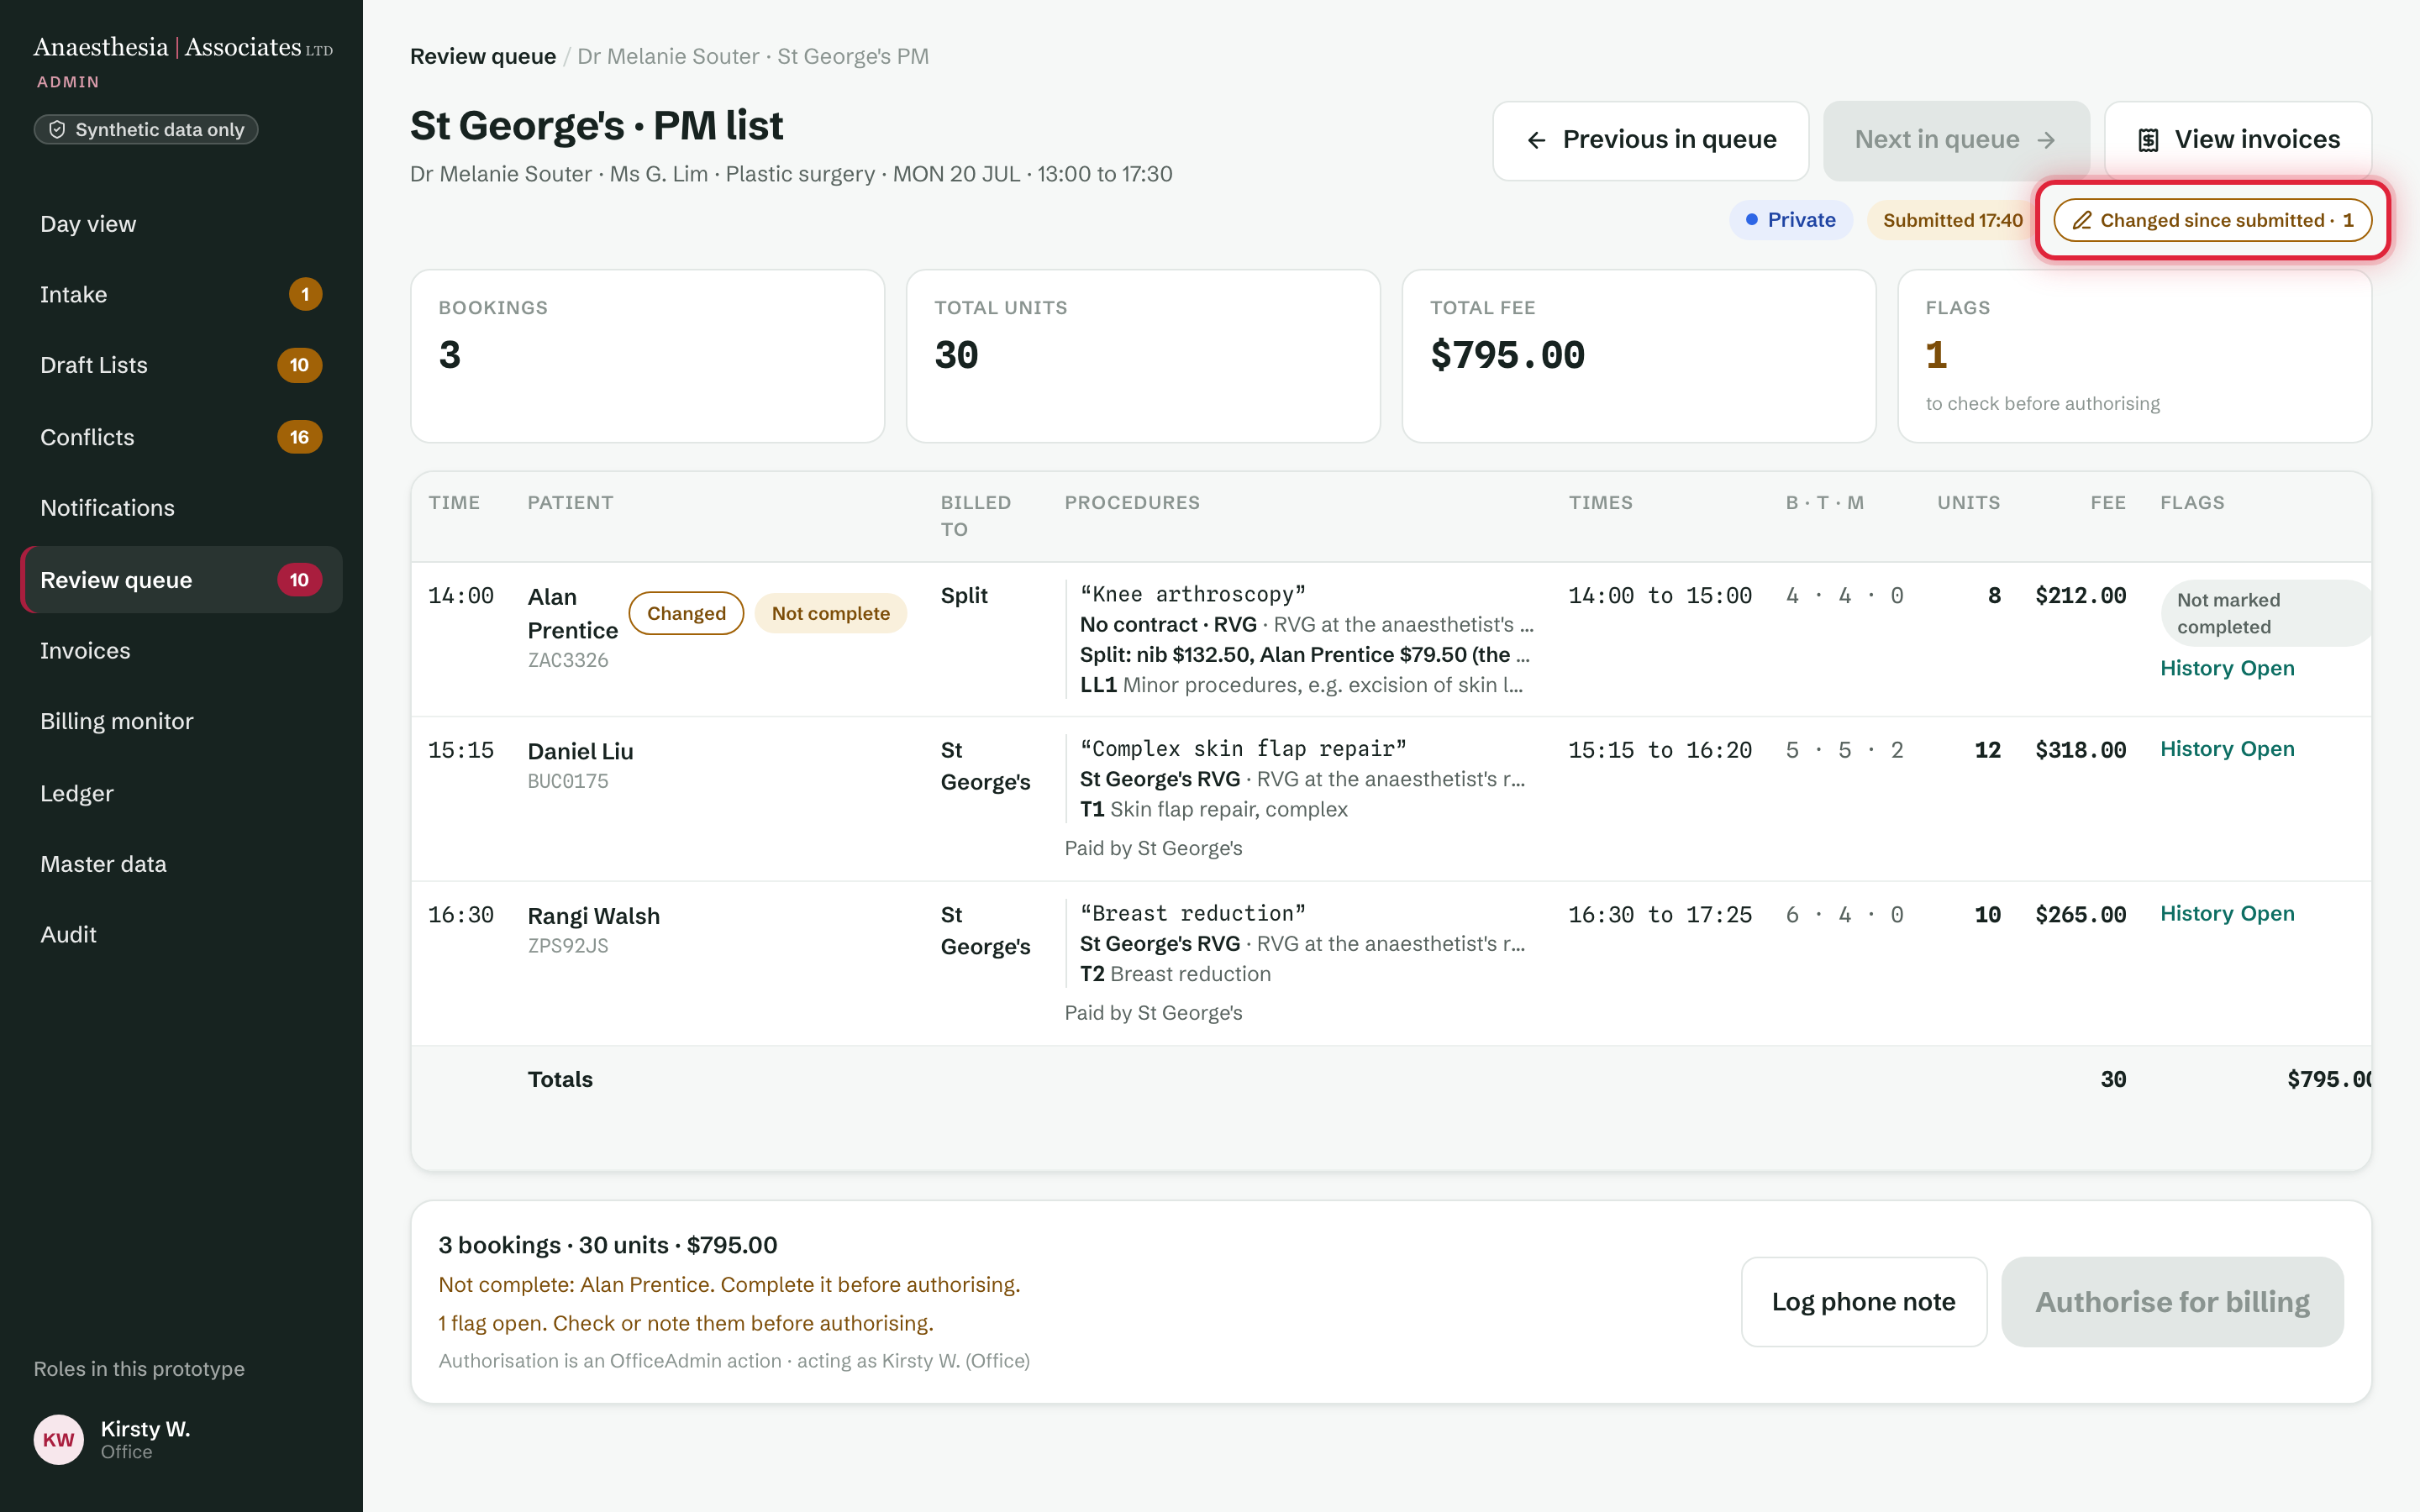 Anaesthesia | Associates LTD
ADMIN
Synthetic data only
Day view
Intake 1
Draft Lists 10
Conflicts 16
Notifications
Review queue 10
Invoices
Billing monitor
Ledger
Master data
Audit
Roles in this prototype
KW Kirsty W.
Office
Review queue / Dr Melanie Souter · St George's PM
St George's · PM list
Dr Melanie Souter · Ms G. Lim · Plastic surgery · MON 20 JUL · 13:00 to 17:30
← Previous in queue
Next in queue →
View invoices
Private
Submitted 17:40
Changed since submitted · 1
BOOKINGS
3
TOTAL UNITS
30
TOTAL FEE
$795.00
FLAGS
1
to check before authorising
TIME PATIENT BILLED TO PROCEDURES TIMES B · T · M UNITS FEE FLAGS
14:00
Alan Prentice
ZAC3326
Changed
Not complete
Split
“Knee arthroscopy”
No contract · RVG · RVG at the anaesthetist's ...
Split: nib $132.50, Alan Prentice $79.50 (the ...
LL1 Minor procedures, e.g. excision of skin l...
14:00 to 15:00
4 · 4 · 0
8
$212.00
Not marked completed
History Open
15:15
Daniel Liu
BUC0175
St George's
“Complex skin flap repair”
St George's RVG · RVG at the anaesthetist's r...
T1 Skin flap repair, complex
Paid by St George's
15:15 to 16:20
5 · 5 · 2
12
$318.00
History Open
16:30
Rangi Walsh
ZPS92JS
St George's
“Breast reduction”
St George's RVG · RVG at the anaesthetist's r...
T2 Breast reduction
Paid by St George's
16:30 to 17:25
6 · 4 · 0
10
$265.00
History Open
Totals 30 $795.00
3 bookings · 30 units · $795.00
Not complete: Alan Prentice. Complete it before authorising.
1 flag open. Check or note them before authorising.
Authorisation is an OfficeAdmin action · acting as Kirsty W. (Office)
Log phone note
Authorise for billing